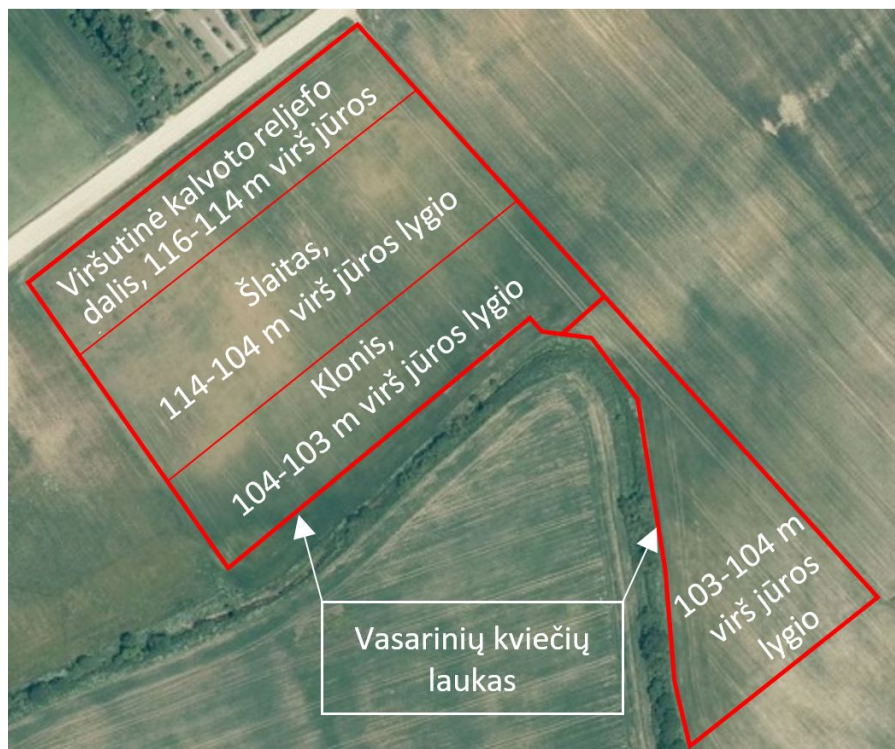 Viršutinė kalvoto reljefo
dalis, 116-114 m virš jūros
Šlaitas,
114-104 m virš jūros lygio
Klonis,
104-103 m virš jūros lygio
103-104 m
virš jūros
lygio
Vasarinių kviečių
laukas